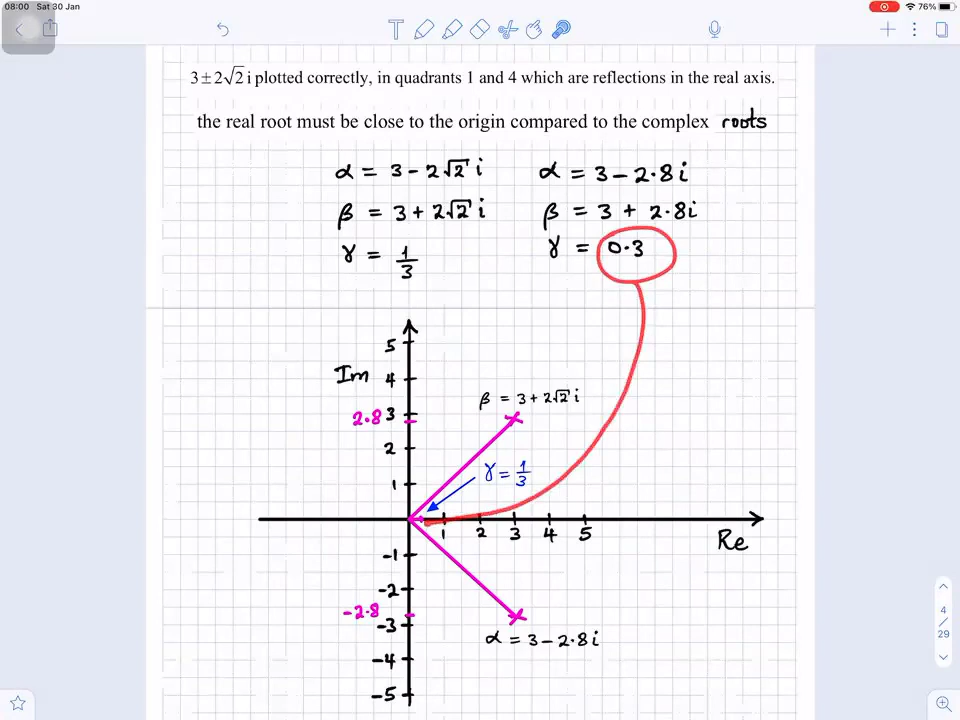 08:00 Sat 30 Jan 76%
3 ± 2√2 i plotted correctly, in quadrants 1 and 4 which are reflections in the real axis.
the real root must be close to the origin compared to the complex roots
α = 3 - 2√2 i α = 3 - 2.8i
β = 3 + 2√2 i β = 3 + 2.8i
γ = 1/3 γ = 0.3
5
Im 4
β = 3 + 2√2 i
2.8 3
2
γ = 1/3
1
1 2 3 4 5
Re
-1
-2
-2.8
-3
α = 3 - 2.8i
-4
-5
4
/
29
T